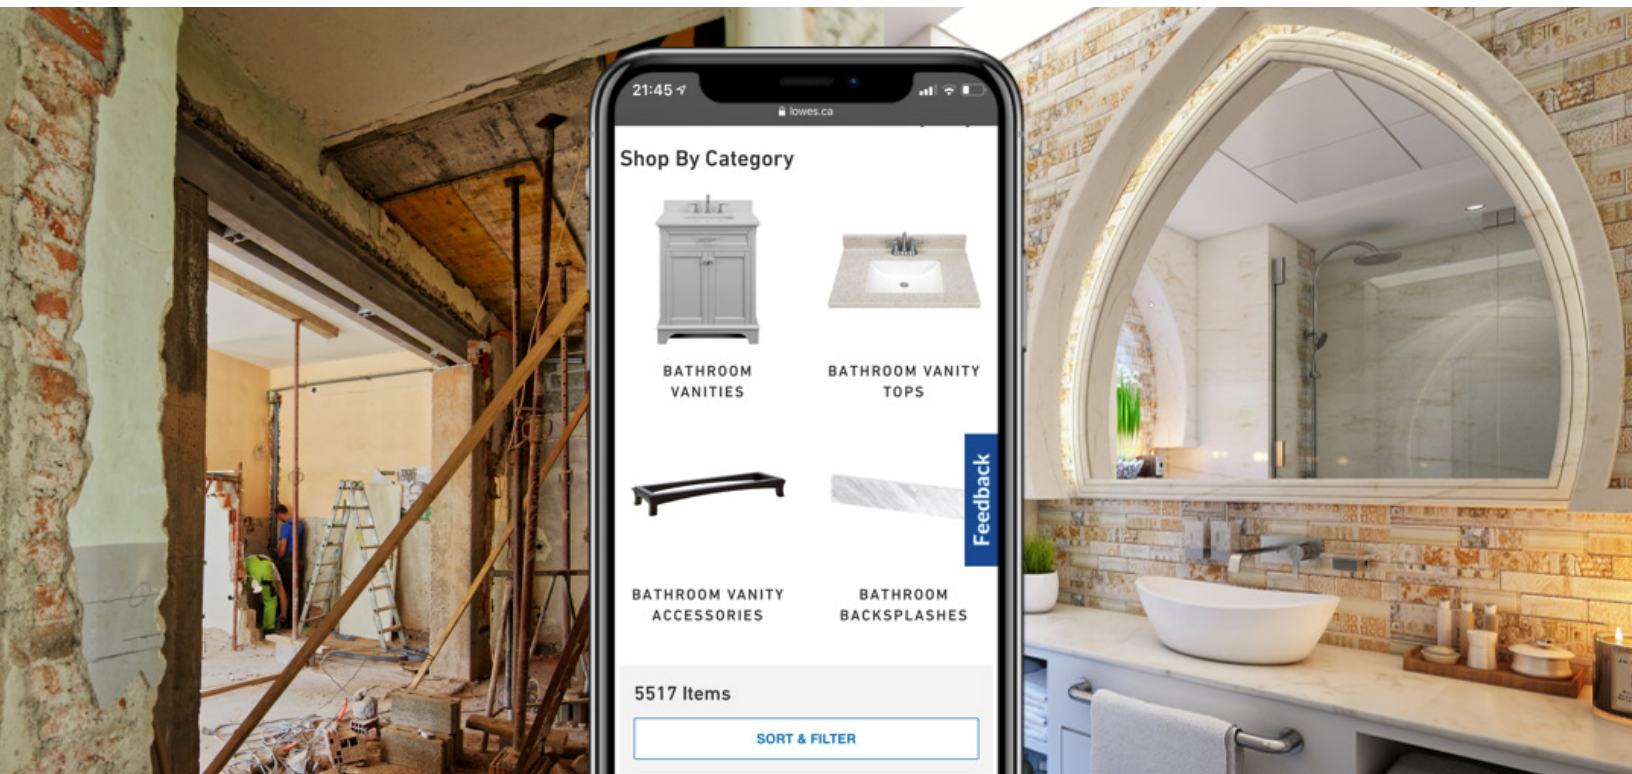 21:45
lowes.ca
Shop By Category
BATHROOM
VANITIES
BATHROOM VANITY
TOPS
BATHROOM VANITY
ACCESSORIES
BATHROOM
BACKSPLASHES
Feedback
5517 Items
SORT & FILTER